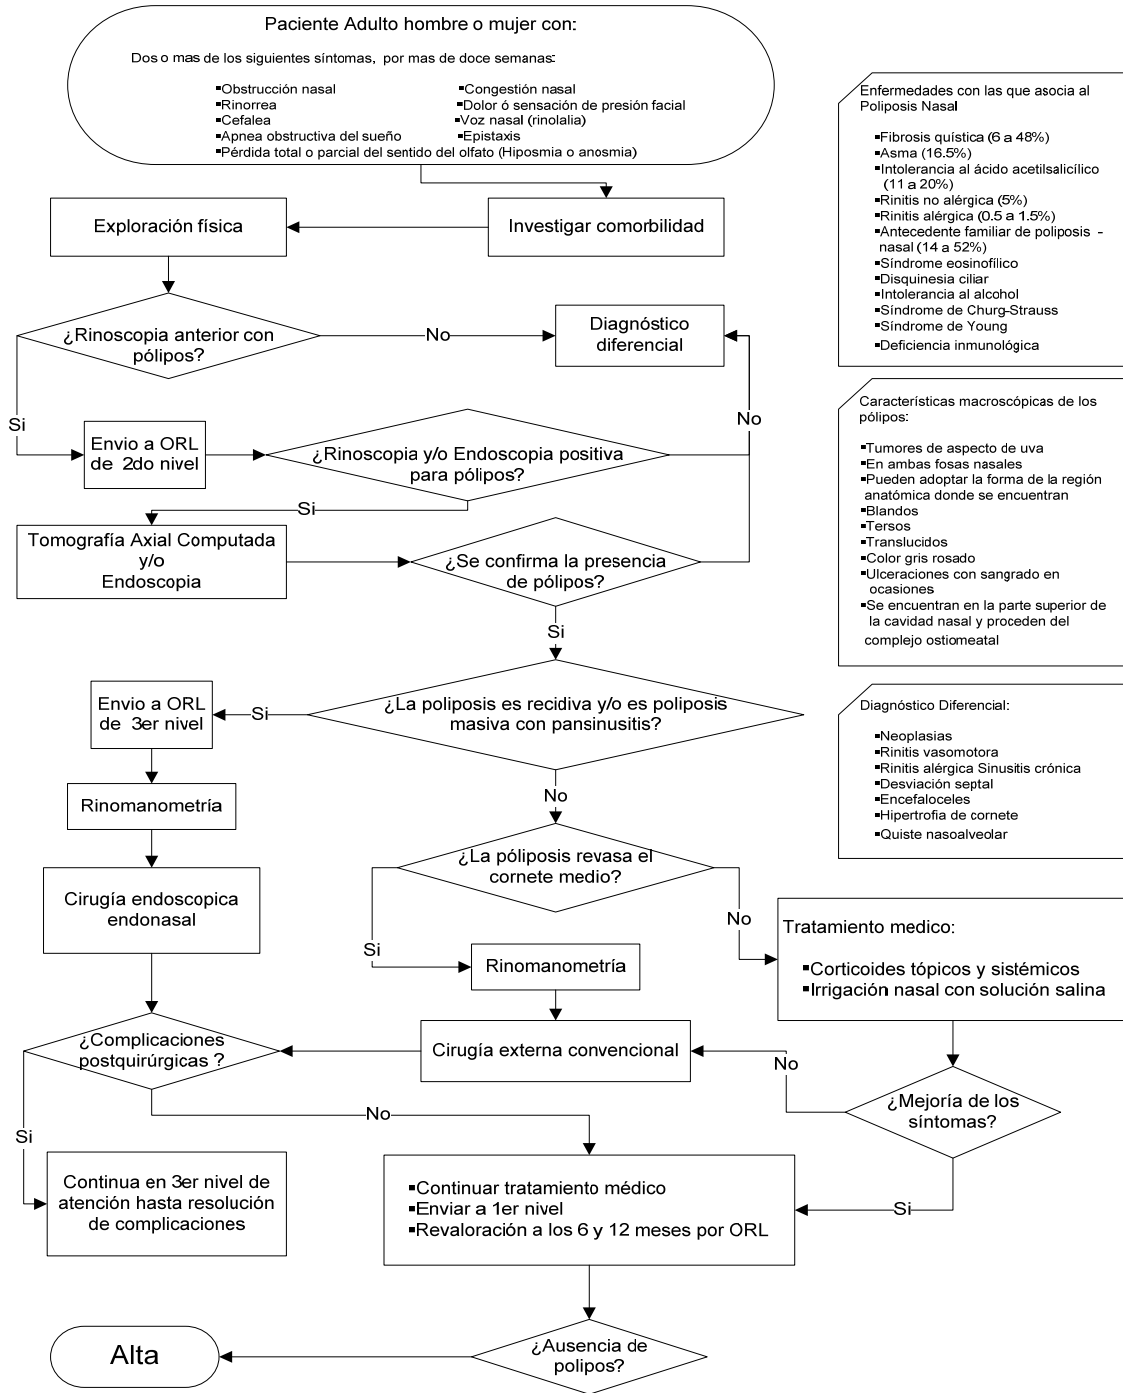 Paciente Adulto hombre o mujer con:
Dos o mas de los siguientes síntomas, por mas de doce semanas:
▪Obstrucción nasal
▪Rinorrea
▪Cefalea
▪Apnea obstructiva del sueño
▪Congestión nasal
▪Dolor ó sensación de presión facial
▪Voz nasal (rinolalia)
▪Epistaxis
▪Pérdida total o parcial del sentido del olfato (Hiposmia o anosmia)
Investigar comorbilidad
Exploración física
¿Rinoscopia anterior con
pólipos?
No
Diagnóstico
diferencial
Si
Envio a ORL
de 2do nivel
¿Rinoscopia y/o Endoscopia positiva
para pólipos?
No
Si
Tomografía Axial Computada
y/o
Endoscopia
¿Se confirma la presencia
de pólipos?
Si
¿La poliposis es recidiva y/o es poliposis
masiva con pansinusitis?
Si
Envio a ORL
de 3er nivel
Rinomanometría
Cirugía endoscopica
endonasal
No
¿La póliposis revasa el
cornete medio?
Si
Rinomanometría
No
Tratamiento medico:
▪Corticoides tópicos y sistémicos
▪Irrigación nasal con solución salina
Cirugía externa convencional
¿Complicaciones
postquirúrgicas ?
No
¿Mejoría de los
síntomas?
No
Si
Si
Continua en 3er nivel de
atención hasta resolución
de complicaciones
▪Continuar tratamiento médico
▪Enviar a 1er nivel
▪Revaloración a los 6 y 12 meses por ORL
¿Ausencia de
polipos?
Alta
Enfermedades con las que asocia al
Poliposis Nasal
▪Fibrosis quística (6 a 48%)
▪Asma (16.5%)
▪Intolerancia al ácido acetilsalicílico
(11 a 20%)
▪Rinitis no alérgica (5%)
▪Rinitis alérgica (0.5 a 1.5%)
▪Antecedente familiar de poliposis -
nasal (14 a 52%)
▪Síndrome eosinofílico
▪Disquinesia ciliar
▪Intolerancia al alcohol
▪Síndrome de Churg-Strauss
▪Síndrome de Young
▪Deficiencia inmunológica
Características macroscópicas de los
pólipos:
▪Tumores de aspecto de uva
▪En ambas fosas nasales
▪Pueden adoptar la forma de la región
anatómica donde se encuentran
▪Blandos
▪Tersos
▪Translucidos
▪Color gris rosado
▪Ulceraciones con sangrado en
ocasiones
▪Se encuentran en la parte superior de
la cavidad nasal y proceden del
complejo ostiomeatal
Diagnóstico Diferencial:
▪Neoplasias
▪Rinitis vasomotora
▪Rinitis alérgica Sinusitis crónica
▪Desviación septal
▪Encefaloceles
▪Hipertrofia de cornete
▪Quiste nasoalveolar